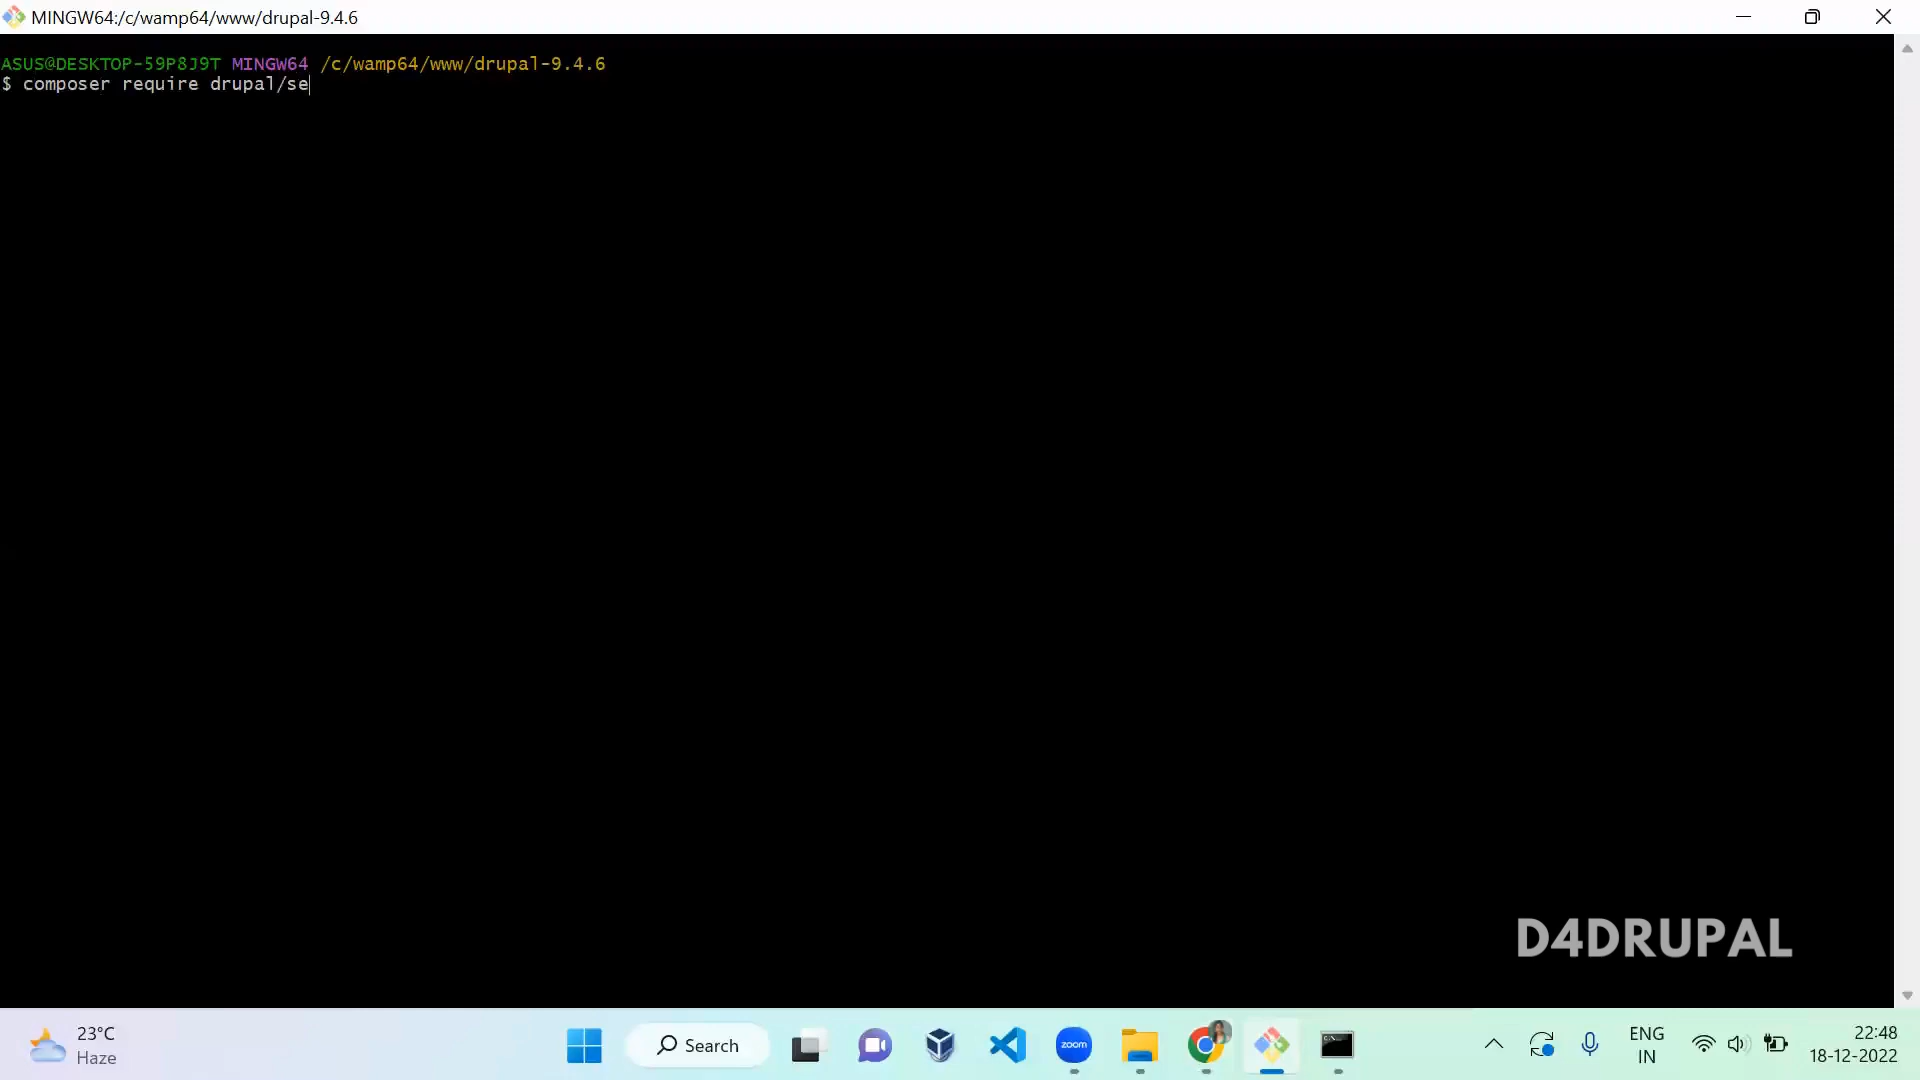 MINGW64:/c/wamp64/www/drupal-9.4.6
ASUS@DESKTOP-59P8J9T MINGW64 /c/wamp64/www/drupal-9.4.6
$ composer require drupal/se
D4DRUPAL
23°C
Haze
Search
zoom
ENG
IN
22:48
18-12-2022